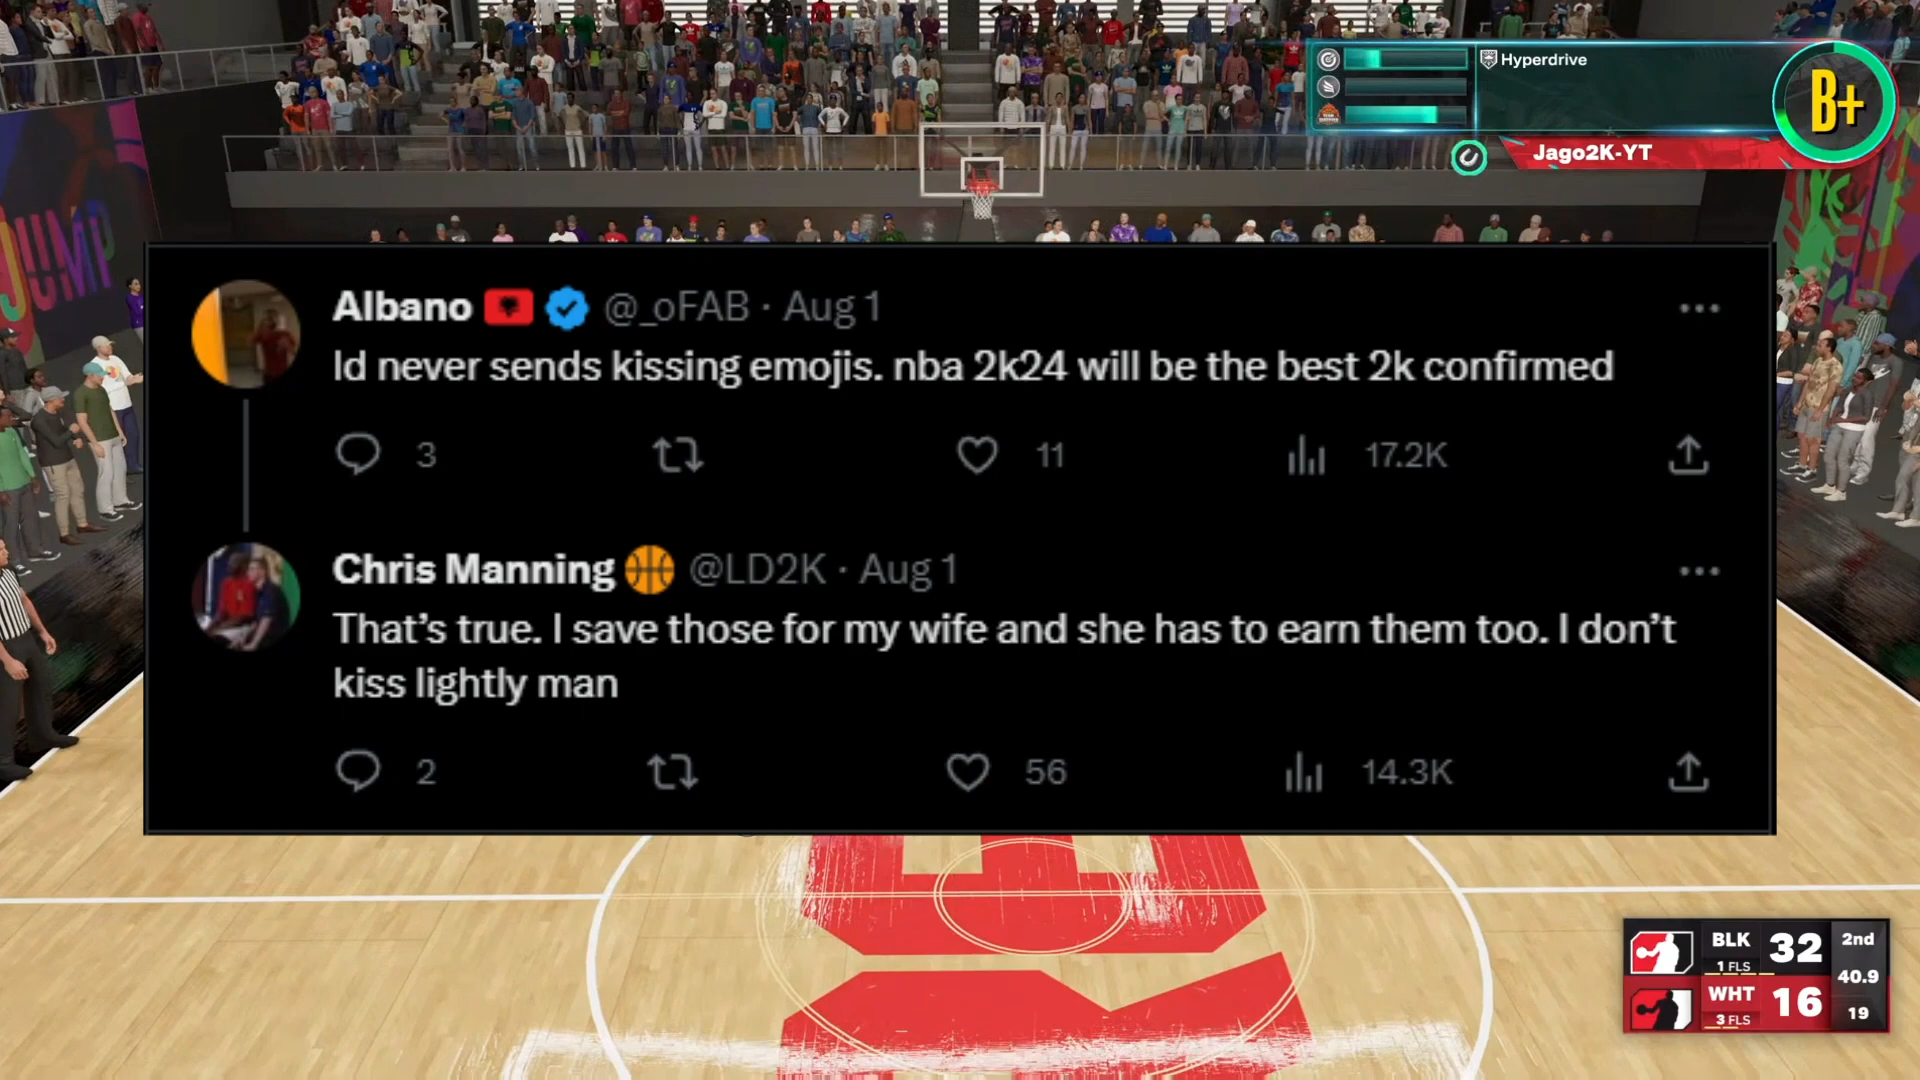 Hyperdrive
B+
Jago2K-YT
JUMP
Albano @_oFAB · Aug 1
ld never sends kissing emojis. nba 2k24 will be the best 2k confirmed
3 11 17.2K
Chris Manning @LD2K · Aug 1
That's true. I save those for my wife and she has to earn them too. I don't
kiss lightly man
2 56 14.3K
BLK 32 2nd
1 FLS
40.9
WHT 16
3 FLS
19